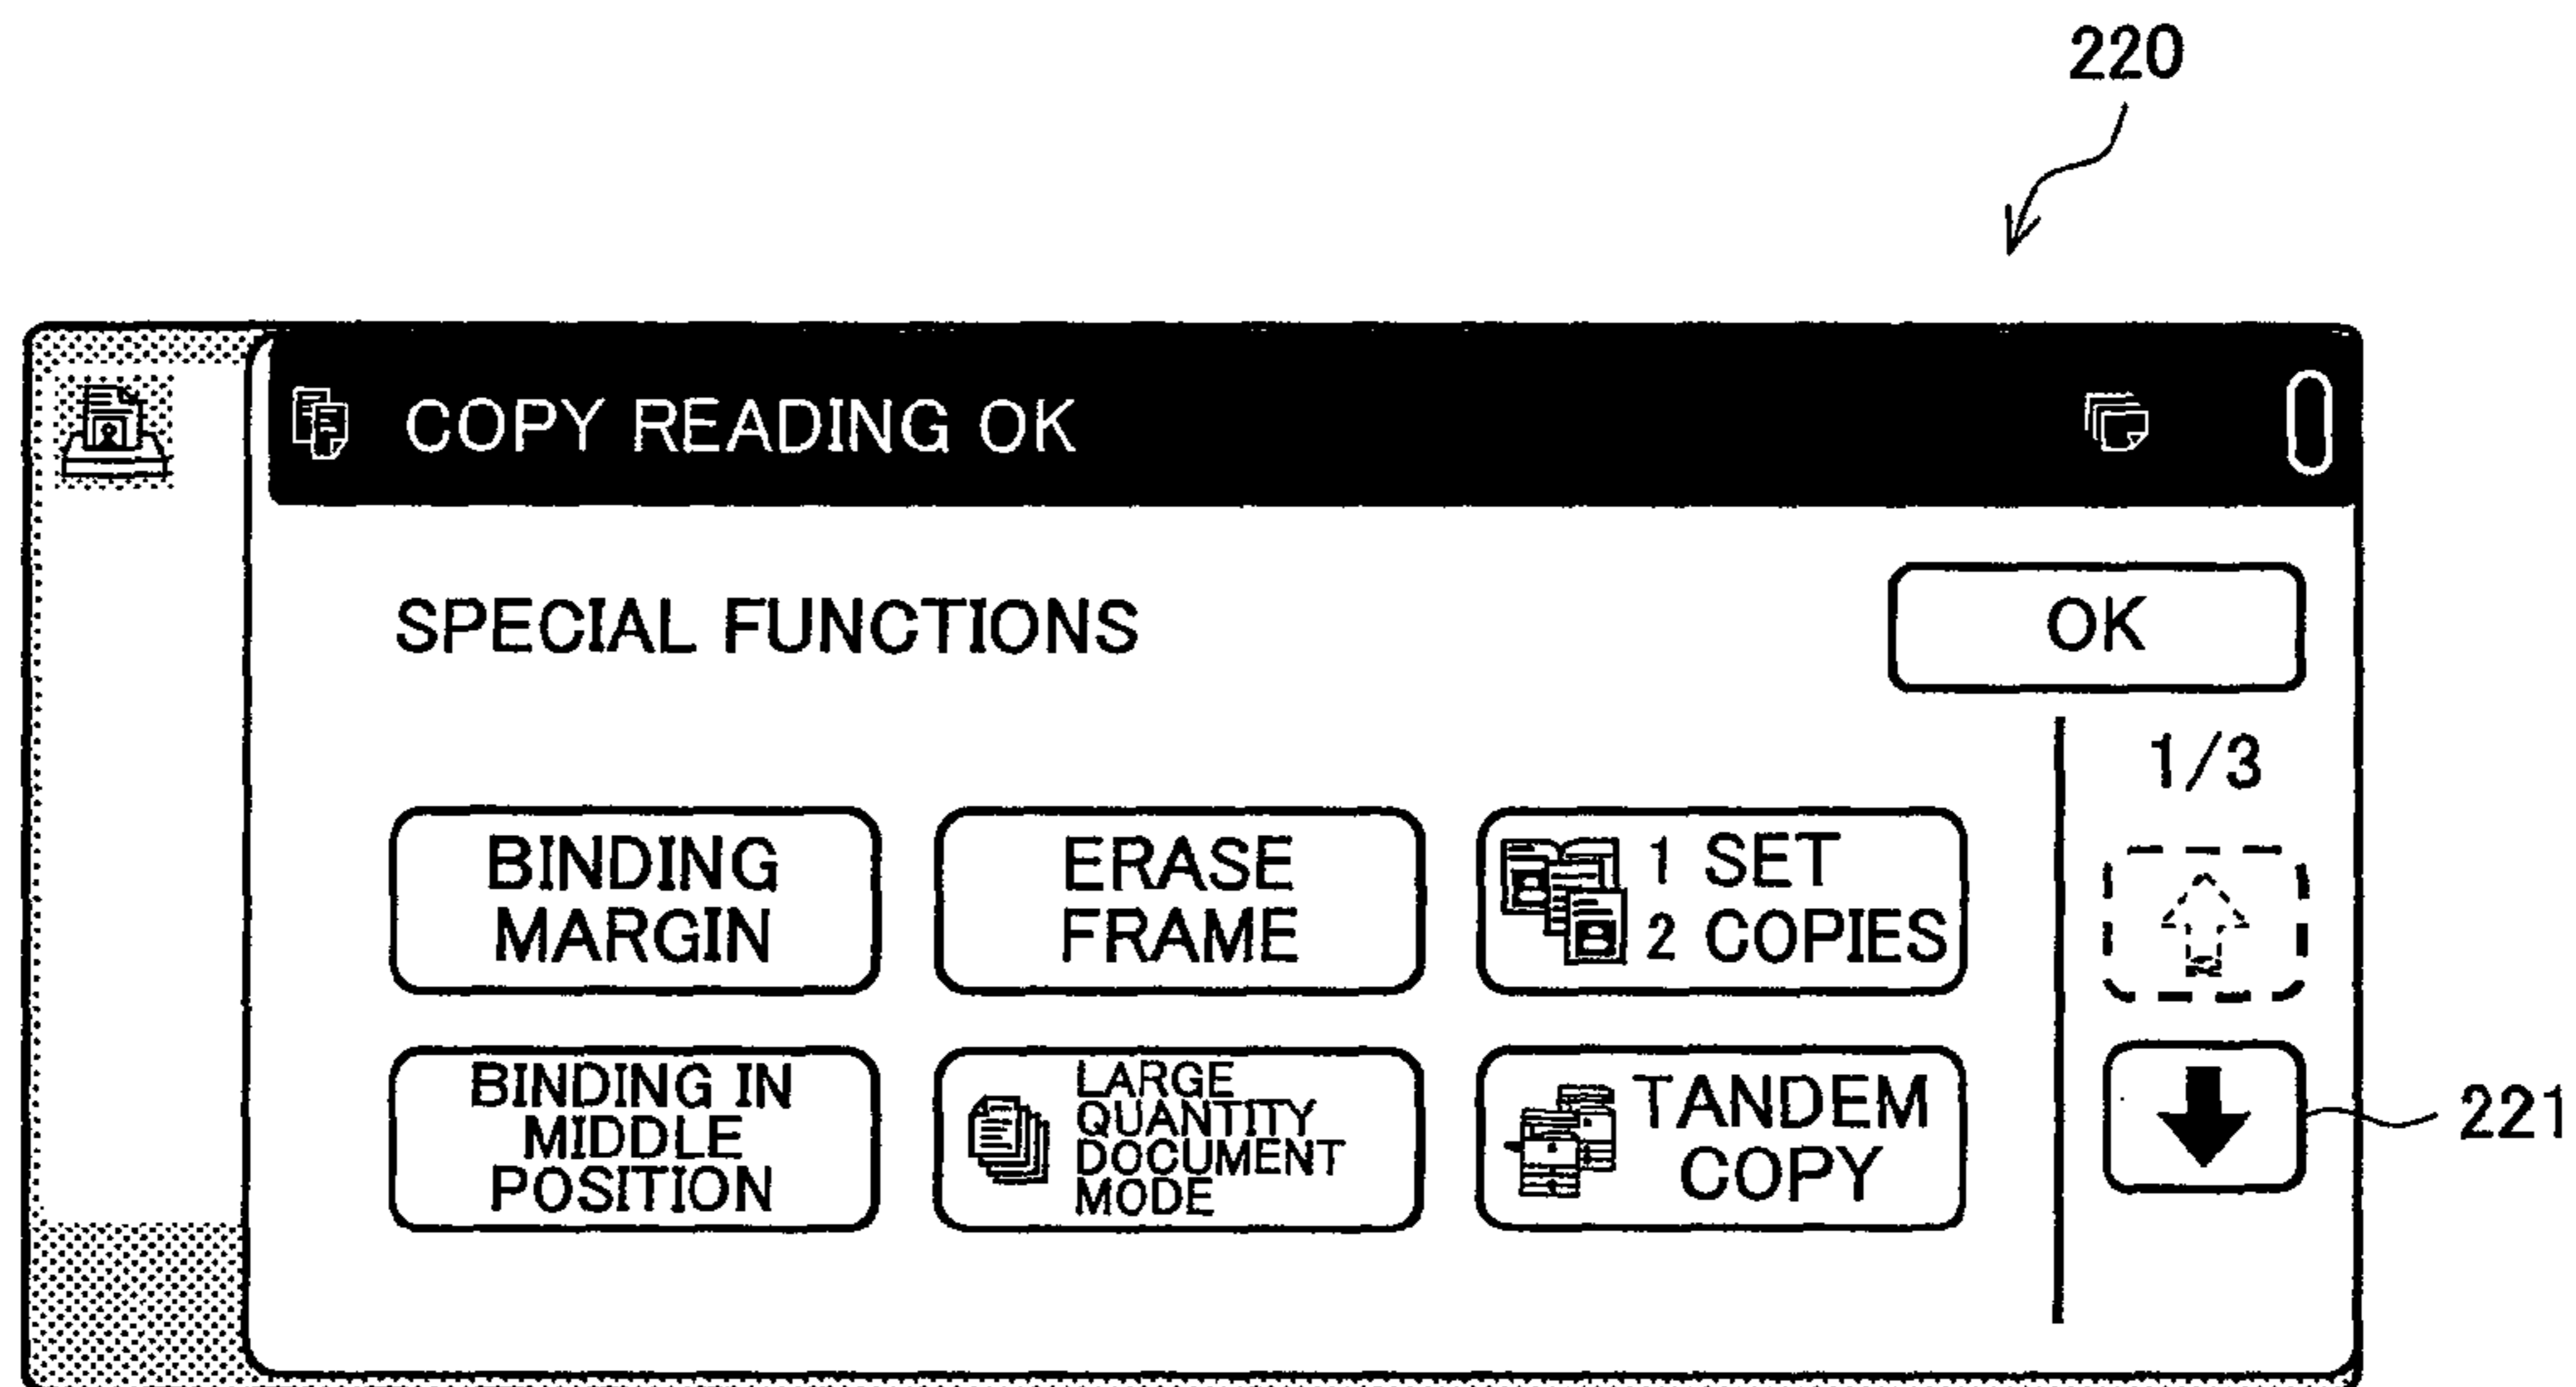 220
COPY READING OK
0
SPECIAL FUNCTIONS
OK
1/3
BINDING
MARGIN
ERASE
FRAME
1 SET
2 COPIES
BINDING IN
MIDDLE
POSITION
LARGE
QUANTITY
DOCUMENT
MODE
TANDEM
COPY
221